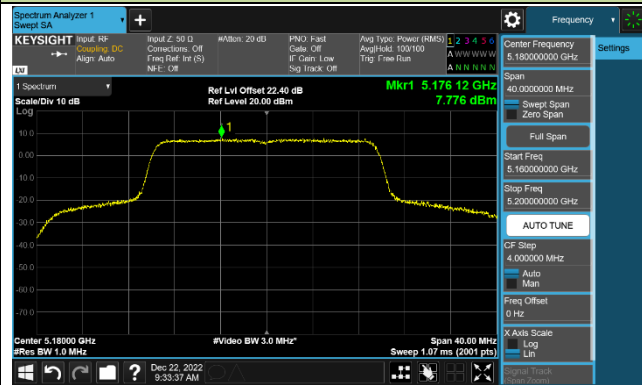 Spectrum Analyzer 1
Swept SA
+
Frequency
KEYSIGHT
Input: RF
Coupling: DC
Align: Auto
Input Z: 50 Ω
Corrections: Off
Freq Ref: Int (S)
NFE: Off
#Atten: 20 dB
PNO: Fast
Gate: Off
IF Gain: Low
Sig Track: Off
Avg Type: Power (RMS)
Avg|Hold: 100/100
Trig: Free Run
1 2 3 4 5 6
A W W W W W
A N N N N N
LXI
1 Spectrum
Scale/Div 10 dB
Log
Ref Lvl Offset 22.40 dB
Ref Level 20.00 dBm
Mkr1 5.176 12 GHz
7.776 dBm
1
10.0
0.00
-10.0
-20.0
-30.0
-40.0
-50.0
-60.0
-70.0
Center 5.18000 GHz
#Res BW 1.0 MHz
#Video BW 3.0 MHz*
Span 40.00 MHz
Sweep 1.07 ms (2001 pts)
Center Frequency
5.180000000 GHz
Settings
Span
40.0000000 MHz
Swept Span
Zero Span
Full Span
Start Freq
5.160000000 GHz
Stop Freq
5.200000000 GHz
AUTO TUNE
CF Step
4.000000 MHz
Auto
Man
Freq Offset
0 Hz
X Axis Scale
Log
Lin
Signal Track
(Span Zoom)
?
Dec 22, 2022
9:33:37 AM